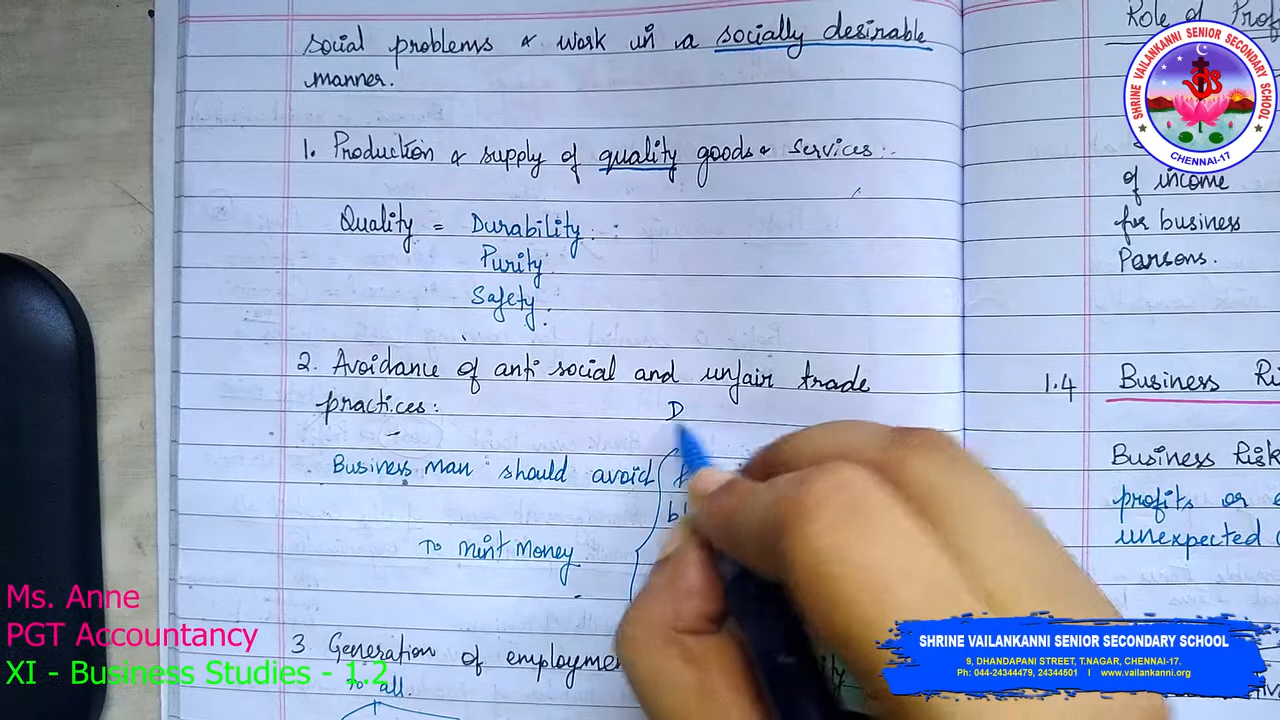 social problems & work in a socially desirable
manner.
1. Production & supply of quality goods & services:-
Quality = Durability :
Purity
Safety
2. Avoidance of anti social and unfair trade
practices:
D
Business man should avoid
To mint money
3 Generation of employmen
to all.
Role of Prof
of income
for business
Parsons.
1.4 Business Ri
Business Risk
profits or
unexpected
SHRINE VAILANKANNI SENIOR SECONDARY SCHOOL
CHENNAI-17
Ms. Anne
PGT Accountancy
XI - Business Studies - 1.2
SHRINE VAILANKANNI SENIOR SECONDARY SCHOOL
9, DHANDAPANI STREET, T.NAGAR, CHENNAI-17.
Ph: 044-24344479, 24344501 I www.vailankanni.org